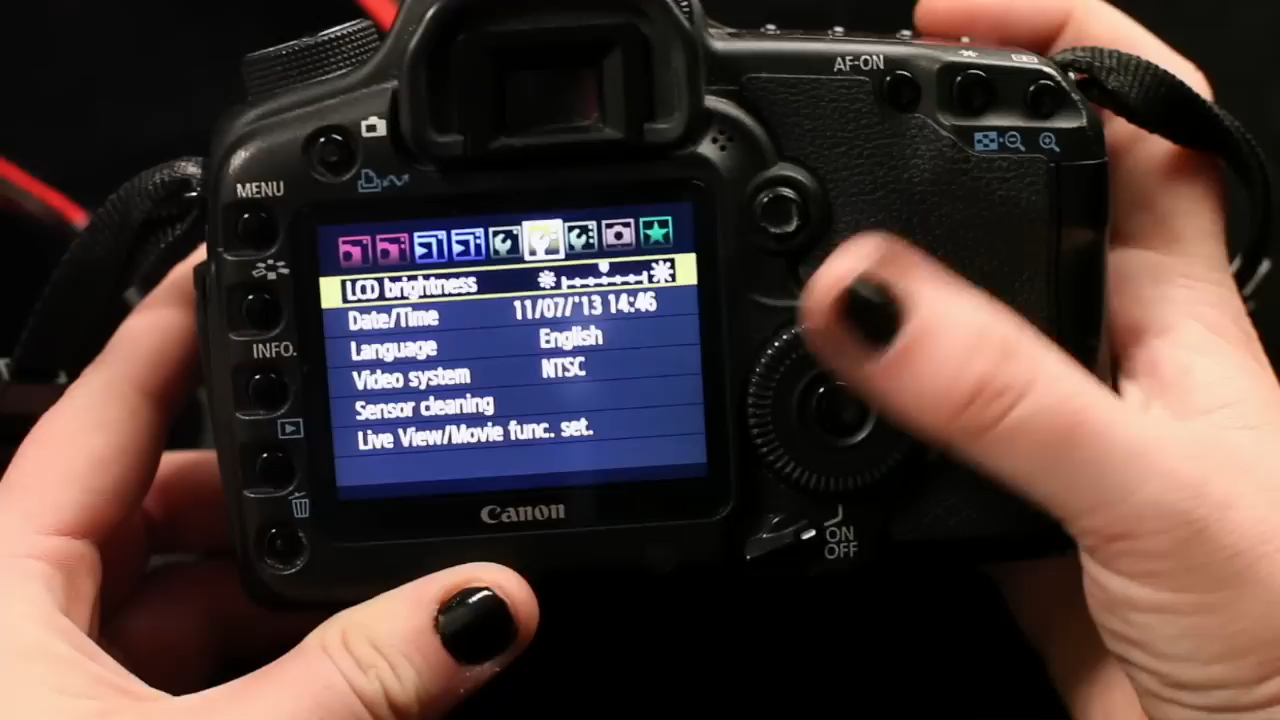 AF-ON
MENU
LCD brightness
Date/Time 11/07/'13 14:46
Language English
Video system NTSC
Sensor cleaning
Live View/Movie func. set.
INFO.
Canon
ON
OFF